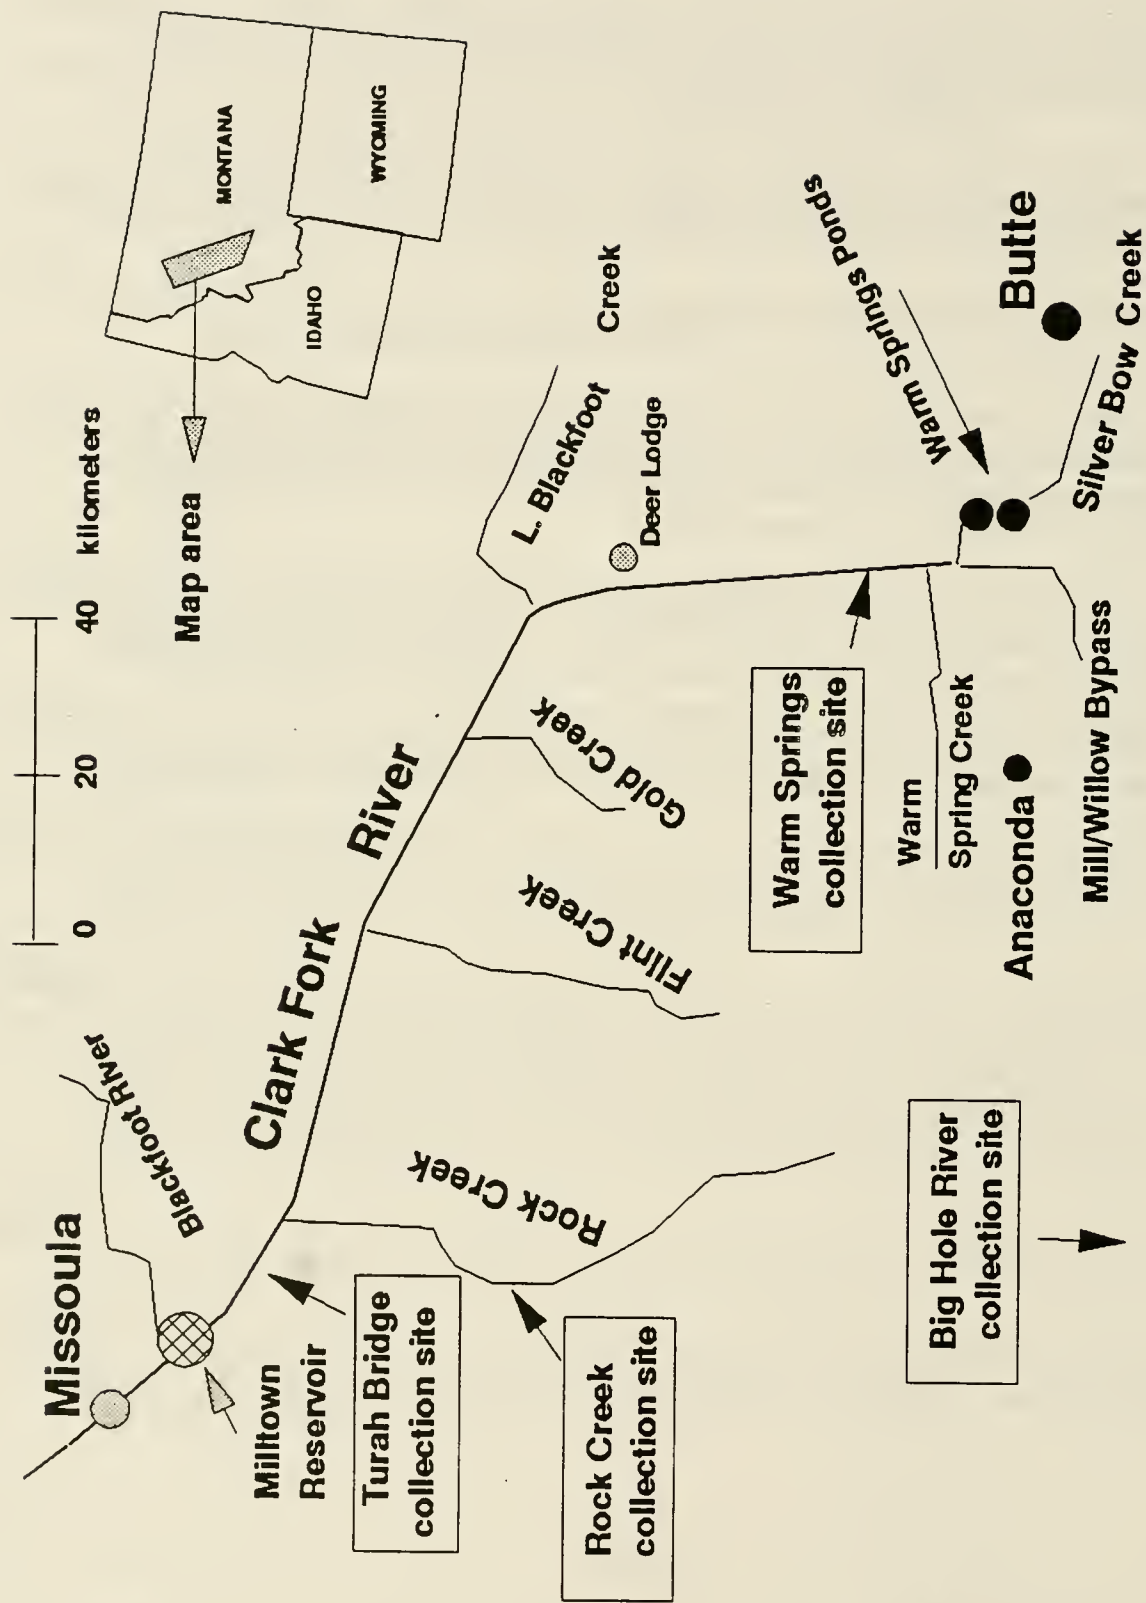 0 20 40 kilometers
Map area
MONTANA
IDAHO
WYOMING
Missoula
Blackfoot River
Clark Fork River
Milltown
Reservoir
Turah Bridge
collection site
Rock Creek
Rock Creek
collection site
Flint Creek
Gold Creek
L. Blackfoot Creek
Deer Lodge
Warm Springs
collection site
Warm Springs Ponds
Warm
Spring Creek
Anaconda
Butte
Silver Bow Creek
Mill/Willow Bypass
Big Hole River
collection site